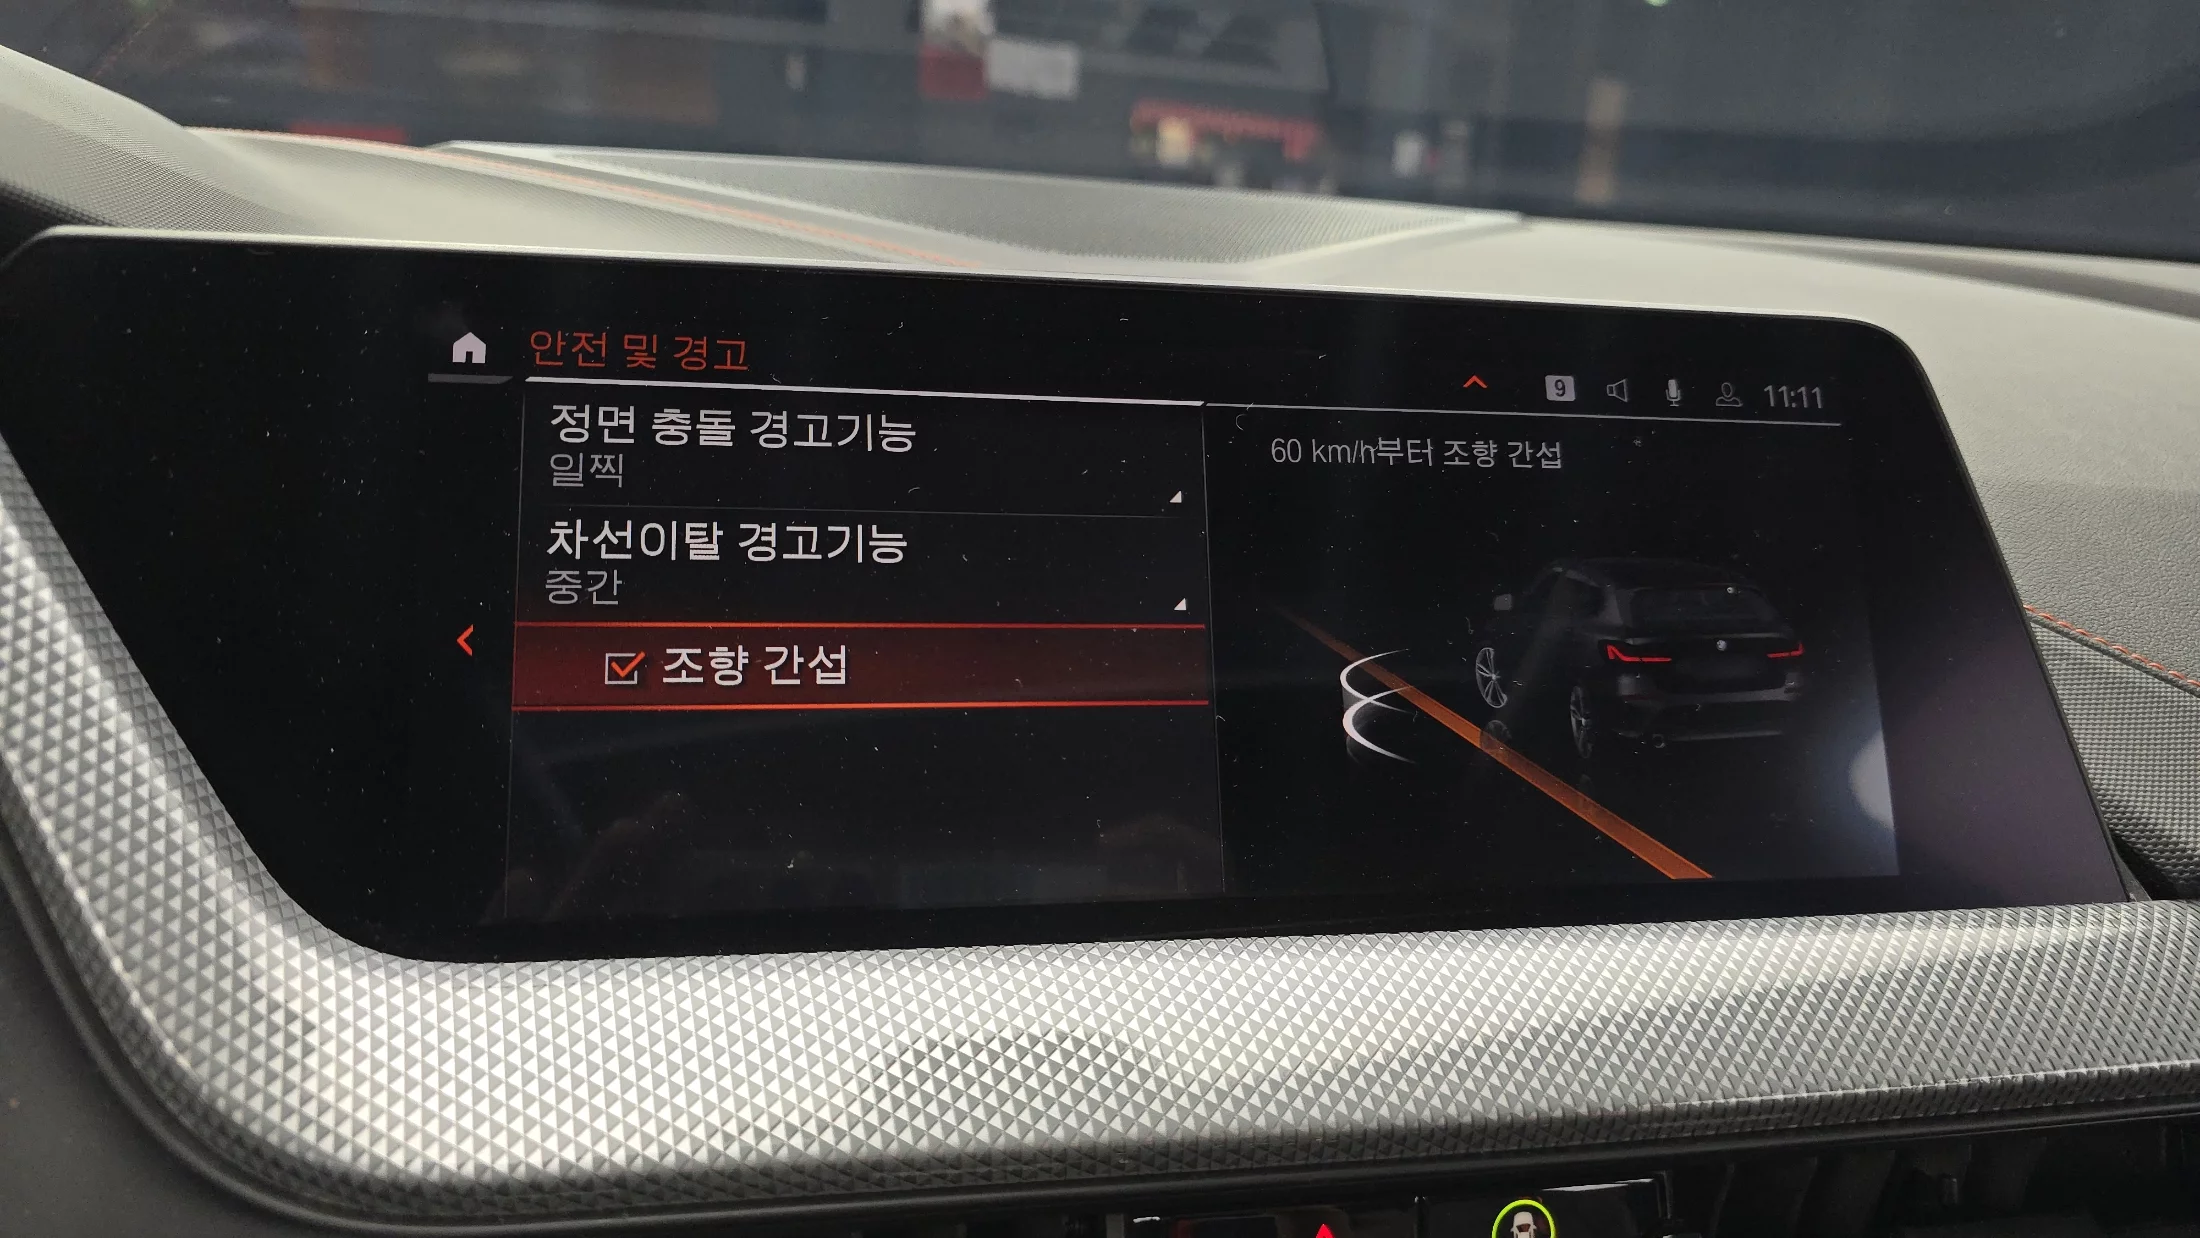 안전 및 경고
9 11:11
정면 충돌 경고기능
일찍
차선이탈 경고기능
중간
조향 간섭
60 km/h부터 조향 간섭